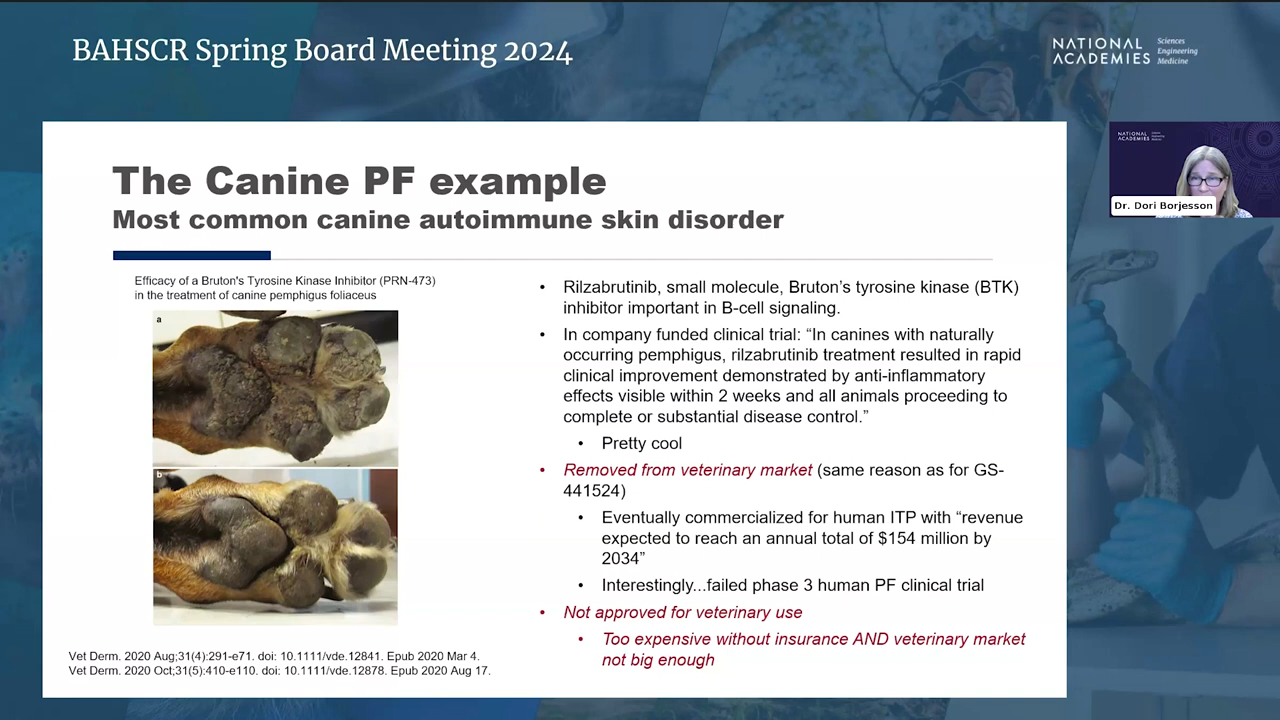 BAHSCR Spring Board Meeting 2024
NATIONAL
ACADEMIES
Sciences
Engineering
Medicine
The Canine PF example
Most common canine autoimmune skin disorder
Efficacy of a Bruton's Tyrosine Kinase Inhibitor (PRN-473)
in the treatment of canine pemphigus foliaceus
a
b
Vet Derm. 2020 Aug;31(4):291-e71. doi: 10.1111/vde.12841. Epub 2020 Mar 4.
Vet Derm. 2020 Oct;31(5):410-e110. doi: 10.1111/vde.12878. Epub 2020 Aug 17.
• Rilzabrutinib, small molecule, Bruton’s tyrosine kinase (BTK)
inhibitor important in B-cell signaling.
• In company funded clinical trial: “In canines with naturally
occurring pemphigus, rilzabrutinib treatment resulted in rapid
clinical improvement demonstrated by anti-inflammatory
effects visible within 2 weeks and all animals proceeding to
complete or substantial disease control.”
• Pretty cool
• Removed from veterinary market (same reason as for GS-
441524)
• Eventually commercialized for human ITP with “revenue
expected to reach an annual total of $154 million by
2034”
• Interestingly...failed phase 3 human PF clinical trial
• Not approved for veterinary use
• Too expensive without insurance AND veterinary market
not big enough
NATIONAL
ACADEMIES
Dr. Dori Borjesson